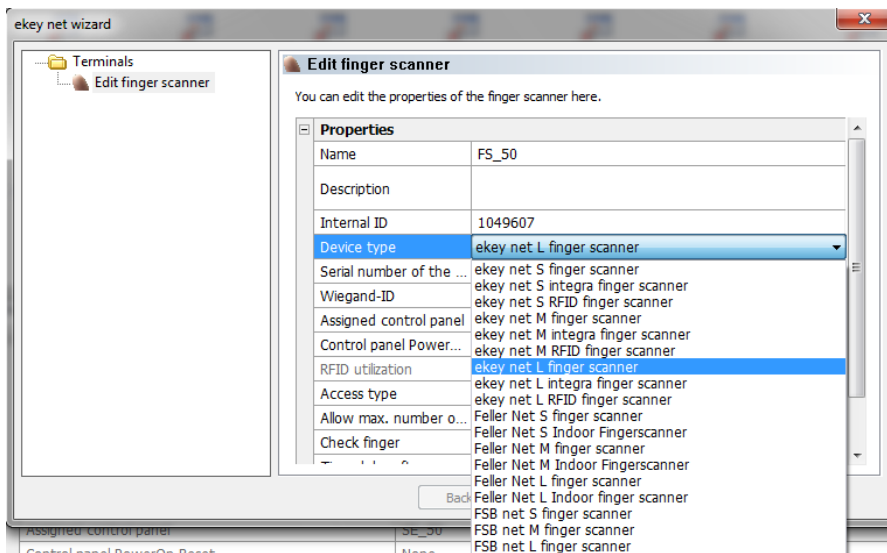 ekey net wizard
Terminals
Edit finger scanner
Edit finger scanner
You can edit the properties of the finger scanner here.
Properties
Name FS_50
Description
Internal ID 1049607
Device type ekey net L finger scanner
Serial number of the ...
Wiegand-ID
Assigned control panel
Control panel Power...
RFID utilization
Access type
Allow max. number o...
Check finger
ekey net S finger scanner
ekey net S integra finger scanner
ekey net S RFID finger scanner
ekey net M finger scanner
ekey net M integra finger scanner
ekey net M RFID finger scanner
ekey net L finger scanner
ekey net L integra finger scanner
ekey net L RFID finger scanner
Feller Net S finger scanner
Feller Net S Indoor Fingerscanner
Feller Net M finger scanner
Feller Net M Indoor Fingerscanner
Feller Net L finger scanner
Feller Net L Indoor finger scanner
FSB net S finger scanner
FSB net M finger scanner
FSB net L finger scanner
Back
Assigned control panel SE_50
Control panel PowerOn Reset None